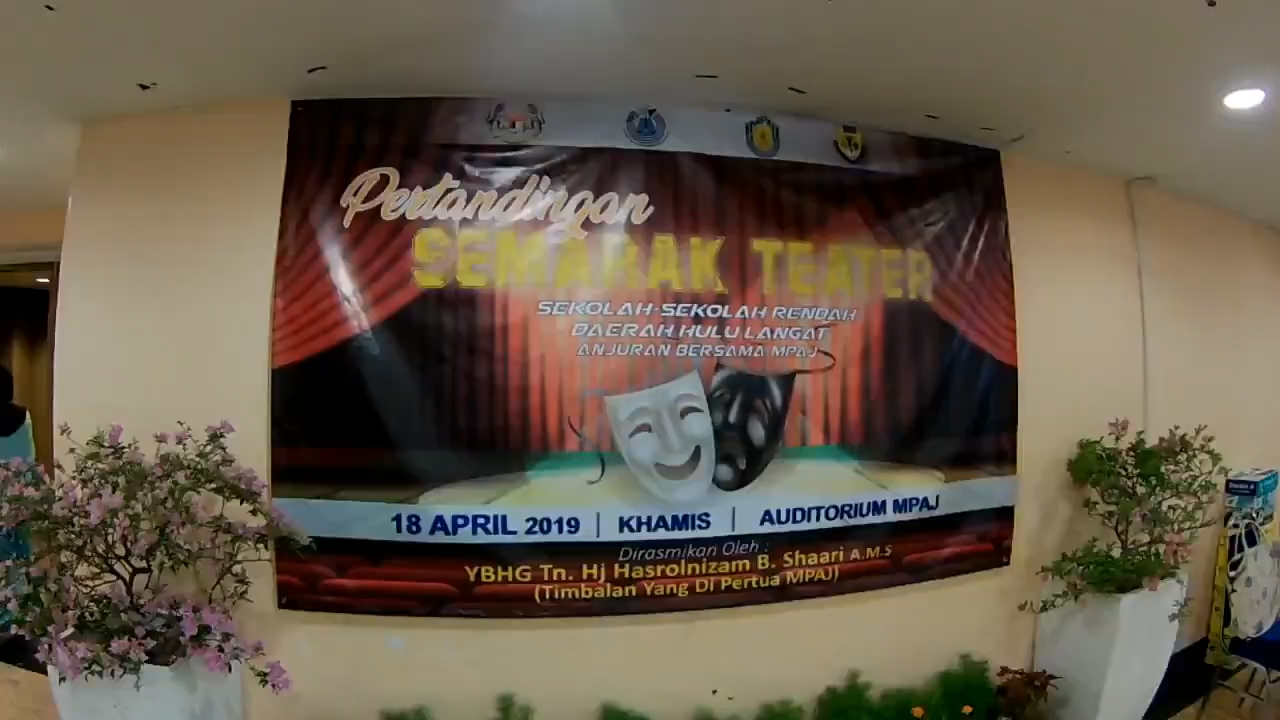 Pertandingan
SEMARAK TEATER
SEKOLAH-SEKOLAH RENDAH
DAERAH HULU LANGAT
ANJURAN BERSAMA MPAJ
18 APRIL 2019 | KHAMIS | AUDITORIUM MPAJ
Dirasmikan Oleh :
YBHG Tn. Hj Hasrolnizam B. Shaari A.M.S
(Timbalan Yang Di Pertua MPAJ)